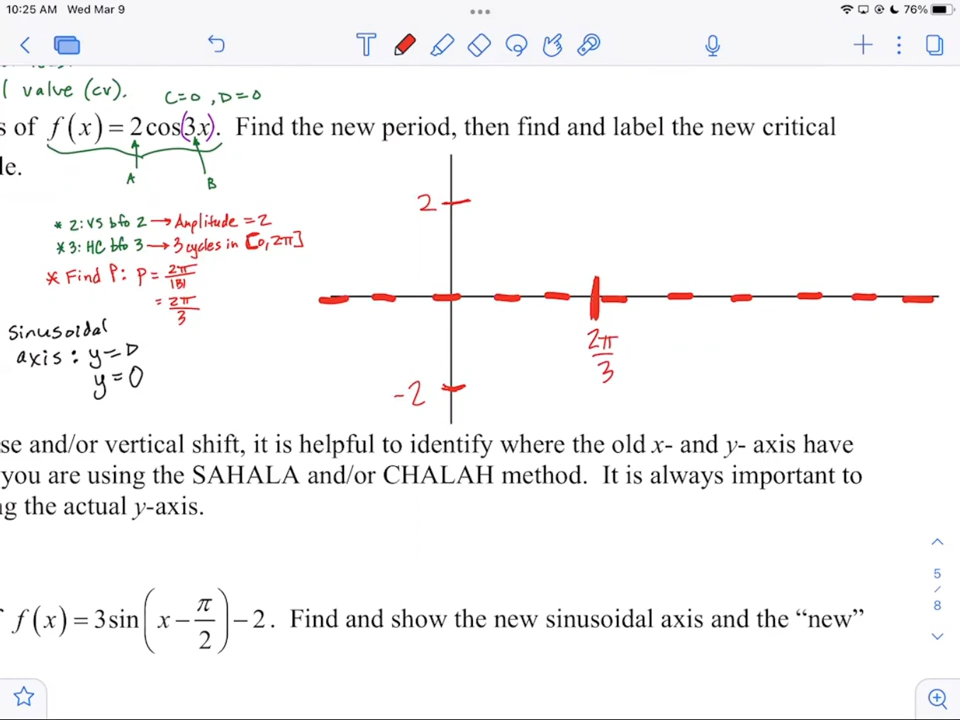 10:25 AM Wed Mar 9
76%
l value (cv).
C=0, D=0
s of f(x) = 2cos(3x). Find the new period, then find and label the new critical
le.
A
B
* 2: VS bfo 2 → Amplitude = 2
* 3: HC bfo 3 → 3 cycles in [0, 2π]
* Find P: P = 2π/|B|
= 2π/3
sinusoidal
axis: y=D
y=0
2
2π/3
-2
se and/or vertical shift, it is helpful to identify where the old x- and y- axis have
you are using the SAHALA and/or CHALAH method. It is always important to
ng the actual y-axis.
f(x) = 3sin(x − π/2) − 2. Find and show the new sinusoidal axis and the “new”
5
/
8